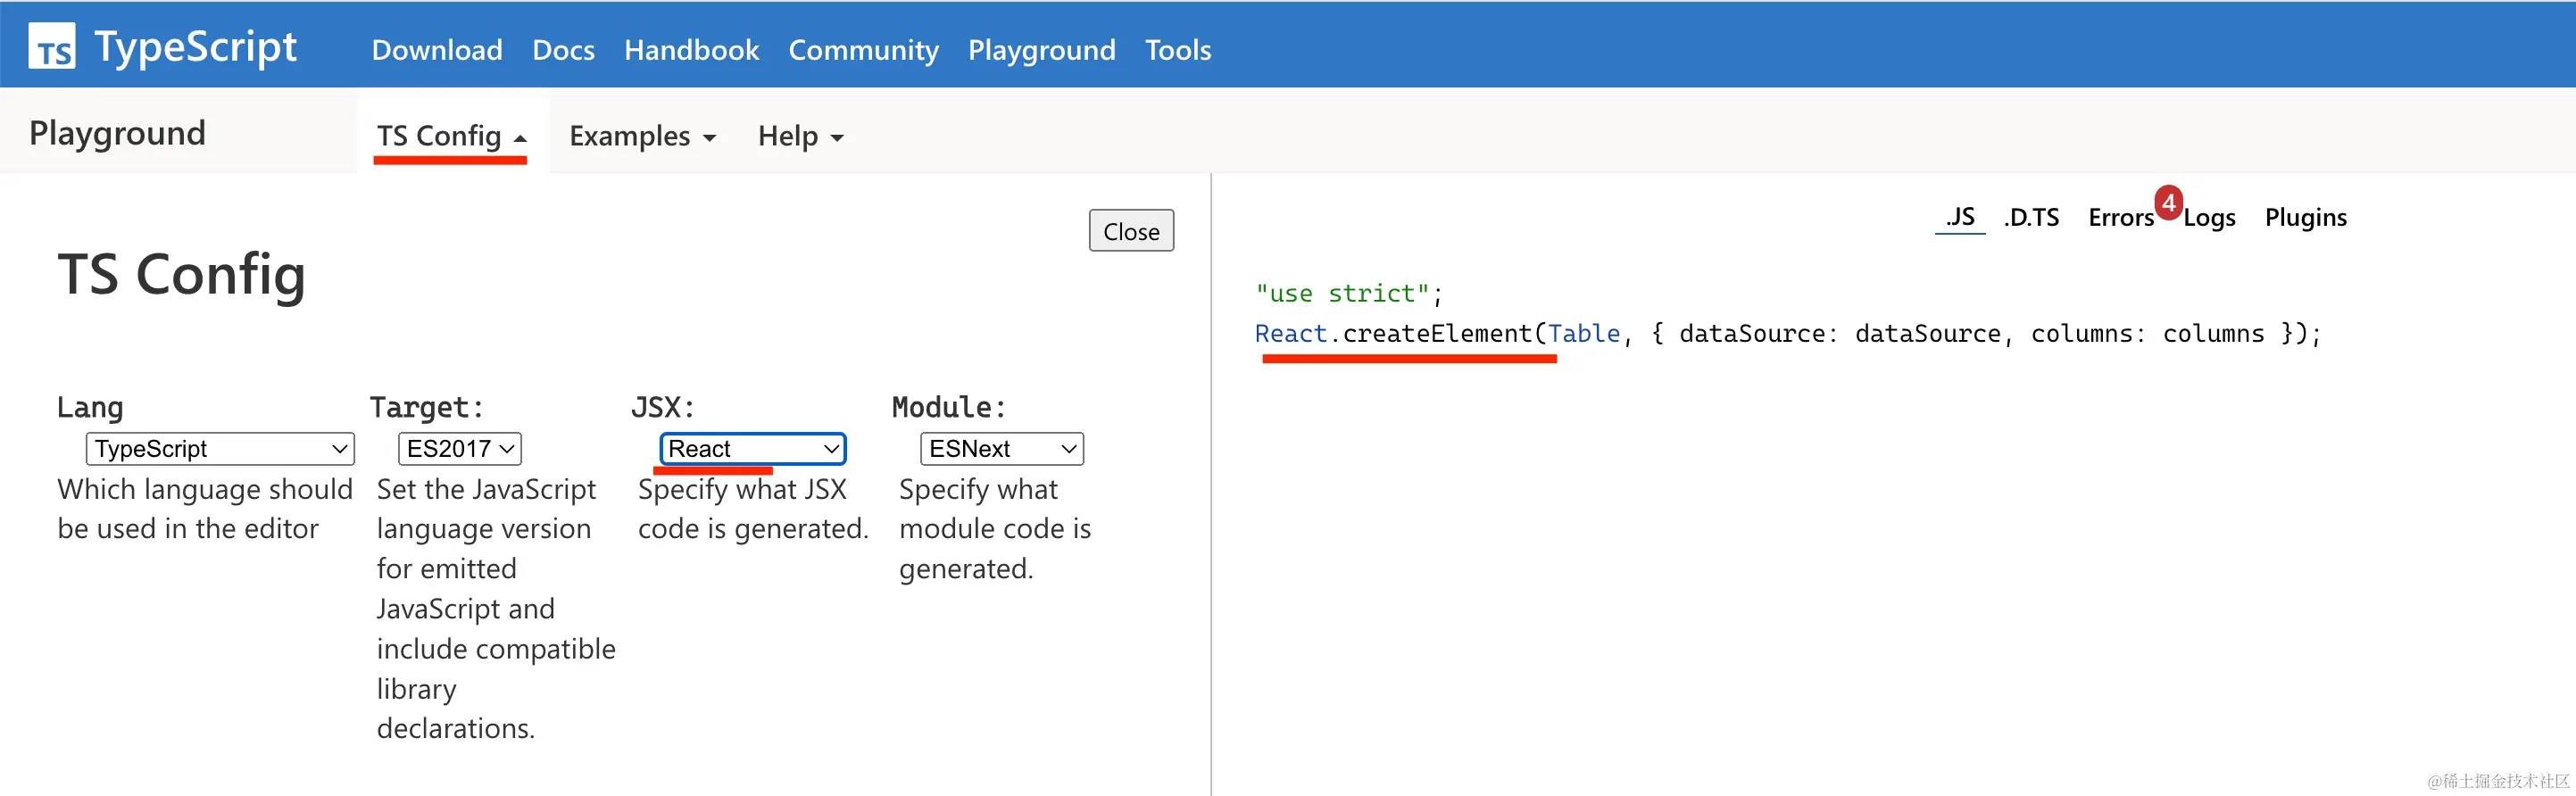 TS TypeScript Download Docs Handbook Community Playground Tools
Playground TS Config Examples Help
Close
TS Config
Lang
TypeScript
Which language should
be used in the editor
Target:
ES2017
Set the JavaScript
language version
for emitted
JavaScript and
include compatible
library
declarations.
JSX:
React
Specify what JSX
code is generated.
Module:
ESNext
Specify what
module code is
generated.
.JS .D.TS Errors 4 Logs Plugins
"use strict";
React.createElement(Table, { dataSource: dataSource, columns: columns });
@稀土掘金技术社区